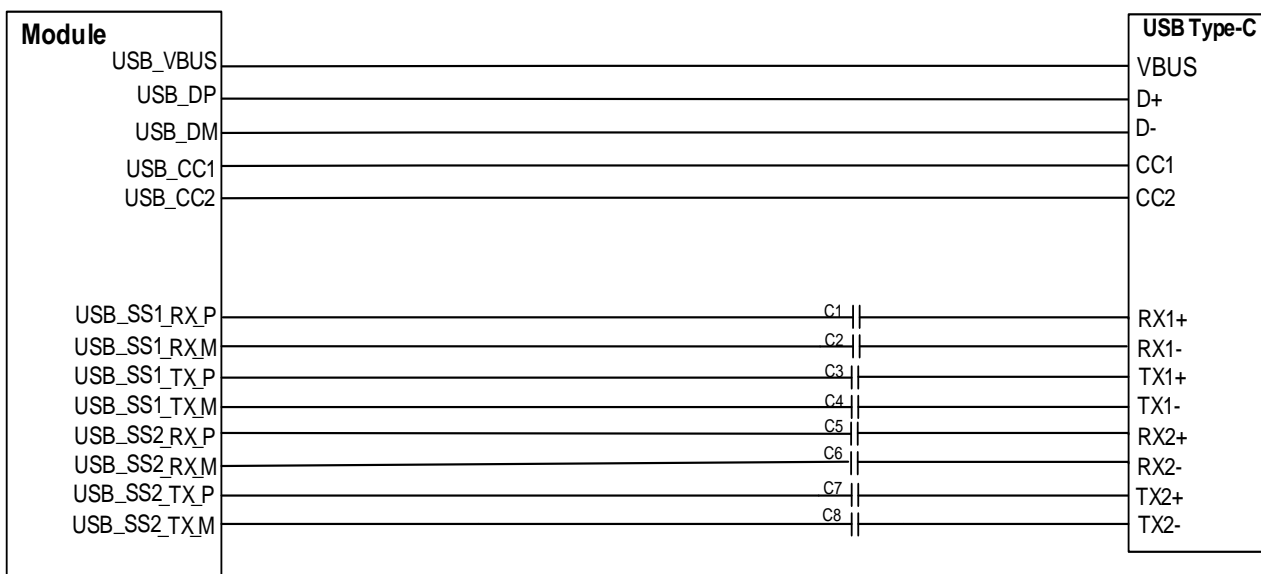 Module
USB Type-C
USB_VBUS
VBUS
USB_DP
D+
USB_DM
D-
USB_CC1
CC1
USB_CC2
CC2
USB_SS1_RX_P
C1
RX1+
USB_SS1_RX_M
C2
RX1-
USB_SS1_TX_P
C3
TX1+
USB_SS1_TX_M
C4
TX1-
USB_SS2_RX_P
C5
RX2+
USB_SS2_RX_M
C6
RX2-
USB_SS2_TX_P
C7
TX2+
USB_SS2_TX_M
C8
TX2-